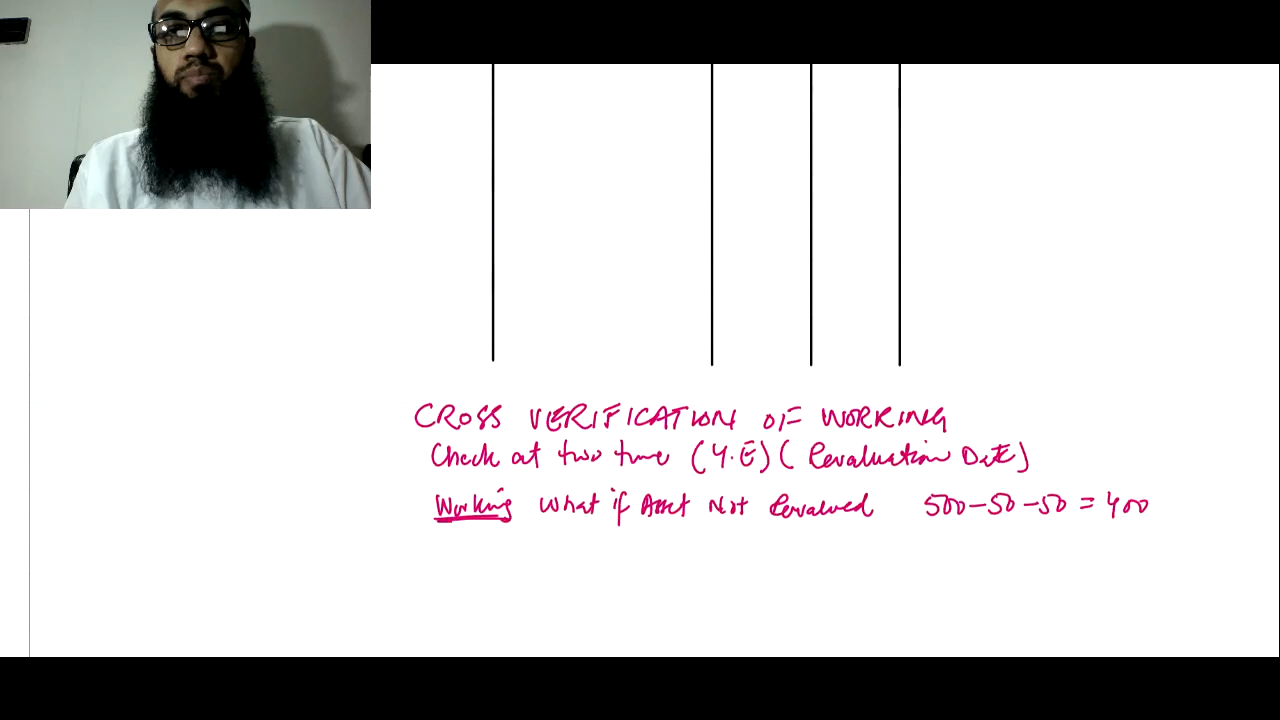 CROSS VERIFICATION OF WORKING
Check at two time (Y.E) (Revaluation Date)
Working What if Asset Not Revalued 500-50-50 = 400